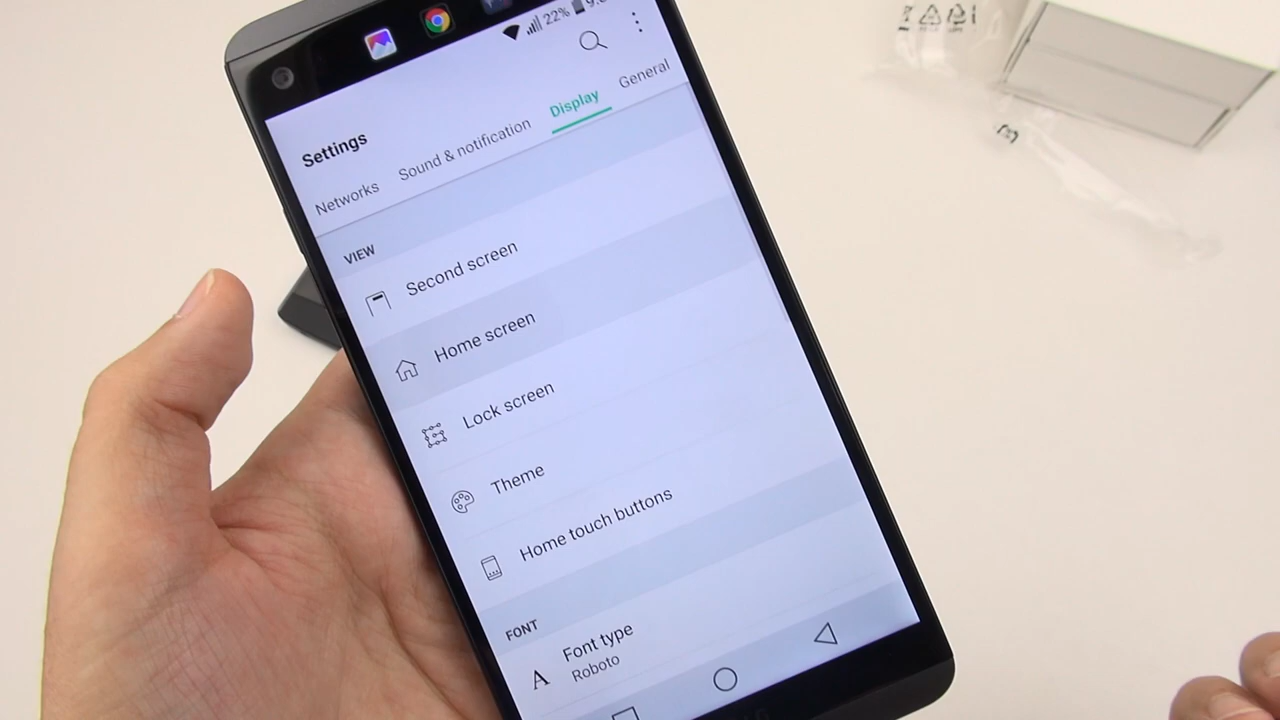 22%
Settings
Networks
Sound & notification
Display
General
VIEW
Second screen
Home screen
Lock screen
Theme
Home touch buttons
FONT
Font type
Roboto